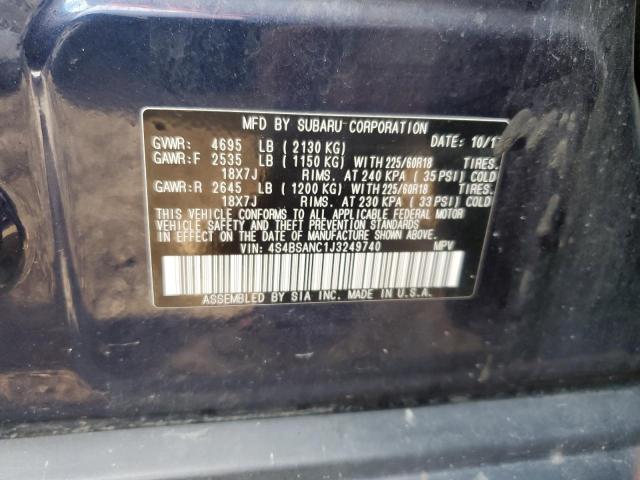 MFD BY SUBARU CORPORATION
GVWR: 4695 LB (2130 KG) DATE: 10/1
GAWR:F 2535 LB (1150 KG) WITH 225/60R18 TIRES.
18X7J RIMS. AT 240 KPA (35 PSI) COLD
GAWR:R 2645 LB (1200 KG) WITH 225/60R18 TIRES.
18X7J RIMS. AT 230 KPA (33 PSI) COLD
THIS VEHICLE CONFORMS TO ALL APPLICABLE FEDERAL MOTOR
VEHICLE SAFETY AND THEFT PREVENTION STANDARDS
IN EFFECT ON THE DATE OF MANUFACTURE SHOWN ABOVE.
VIN: 4S4BSANC1J3249740 MPV
ASSEMBLED BY SIA INC. MADE IN U.S.A.